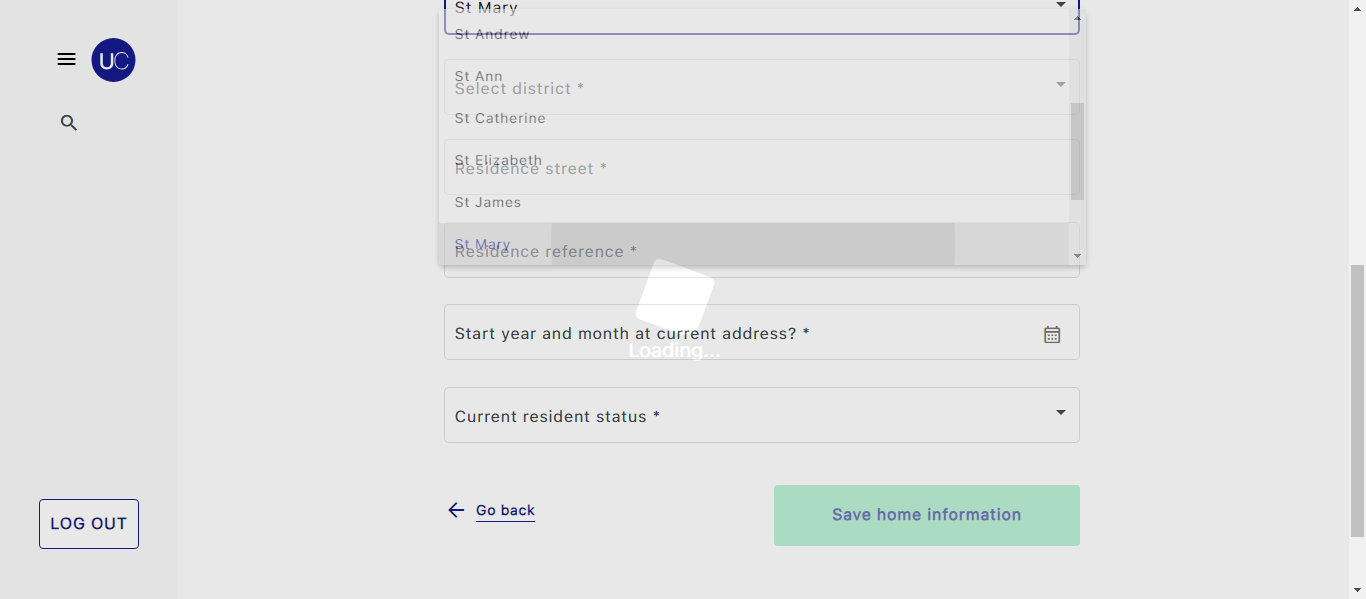 St Mary
UC
St Andrew
St Ann
Select district *
St Catherine
St Elizabeth
Residence street *
St James
St Mary
Residence reference *
Start year and month at current address? *
Loading...
Current resident status *
Go back
Save home information
LOG OUT